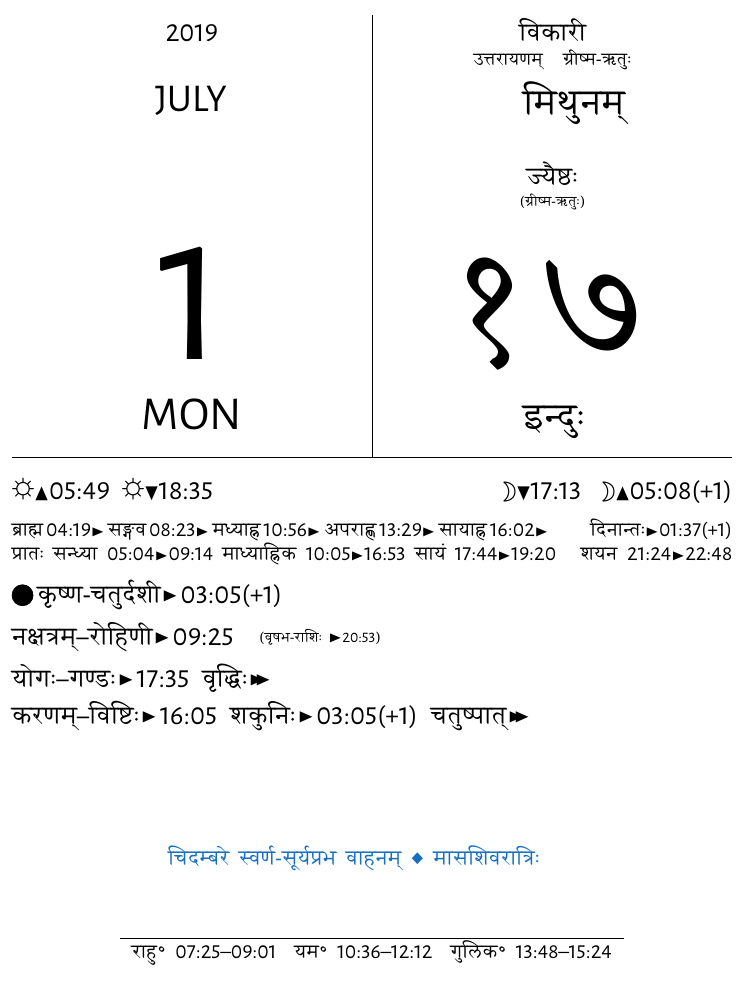 2019
JULY
1
MON
विकारी
उत्तरायणम् ग्रीष्म-ऋतुः
मिथुनम्
ज्यैष्ठः
(ग्रीष्म-ऋतुः)
१७
इन्दुः
☼▲05:49 ☼▼18:35 ☽▼17:13 ☽▲05:08(+1)
ब्राह्म 04:19► सङ्गव 08:23► मध्याह्न 10:56► अपराह्ण 13:29► सायाह्न 16:02► दिनान्तः►01:37(+1)
प्रातः सन्ध्या 05:04►09:14 माध्याह्निक 10:05►16:53 सायं 17:44►19:20 शयन 21:24►22:48
●कृष्ण-चतुर्दशी►03:05(+1)
नक्षत्रम्–रोहिणी►09:25 (वृषभ-राशिः ►20:53)
योगः–गण्डः►17:35 वृद्धिः►►
करणम्–विष्टिः►16:05 शकुनिः►03:05(+1) चतुष्पात्►►
चिदम्बरे स्वर्ण-सूर्यप्रभ वाहनम् ◆ मासशिवरात्रिः
राहु॰ 07:25–09:01 यम॰ 10:36–12:12 गुलिक॰ 13:48–15:24